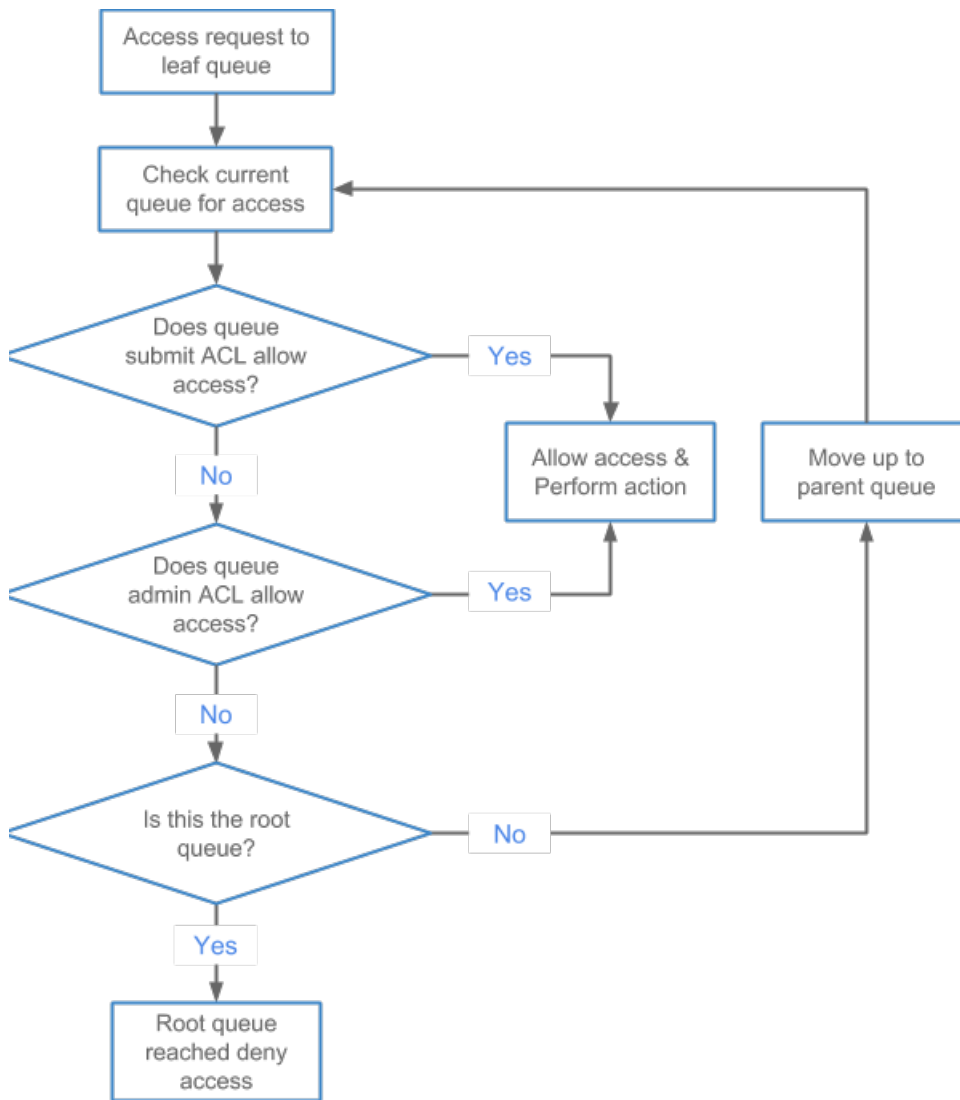 Access request to
leaf queue
Check current
queue for access
Does queue
submit ACL allow
access?
Yes
Allow access &
Perform action
Move up to
parent queue
No
Does queue
admin ACL allow
access?
Yes
No
Is this the root
queue?
No
Yes
Root queue
reached deny
access